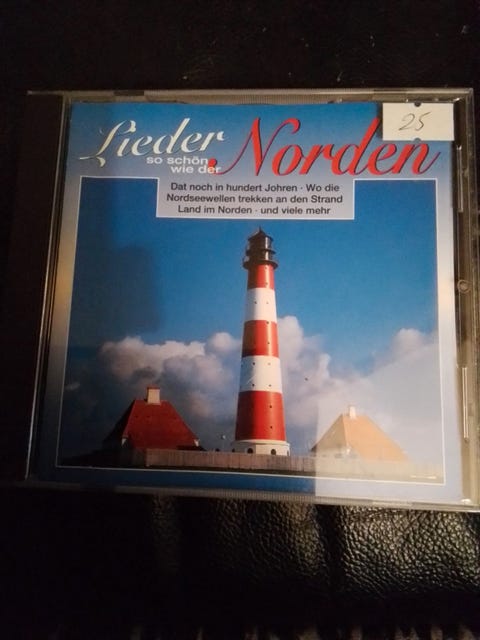 Lieder
so schön
wie der
Norden
25
Dat noch in hundert Johren · Wo die
Nordseewellen trekken an den Strand
Land im Norden · und viele mehr